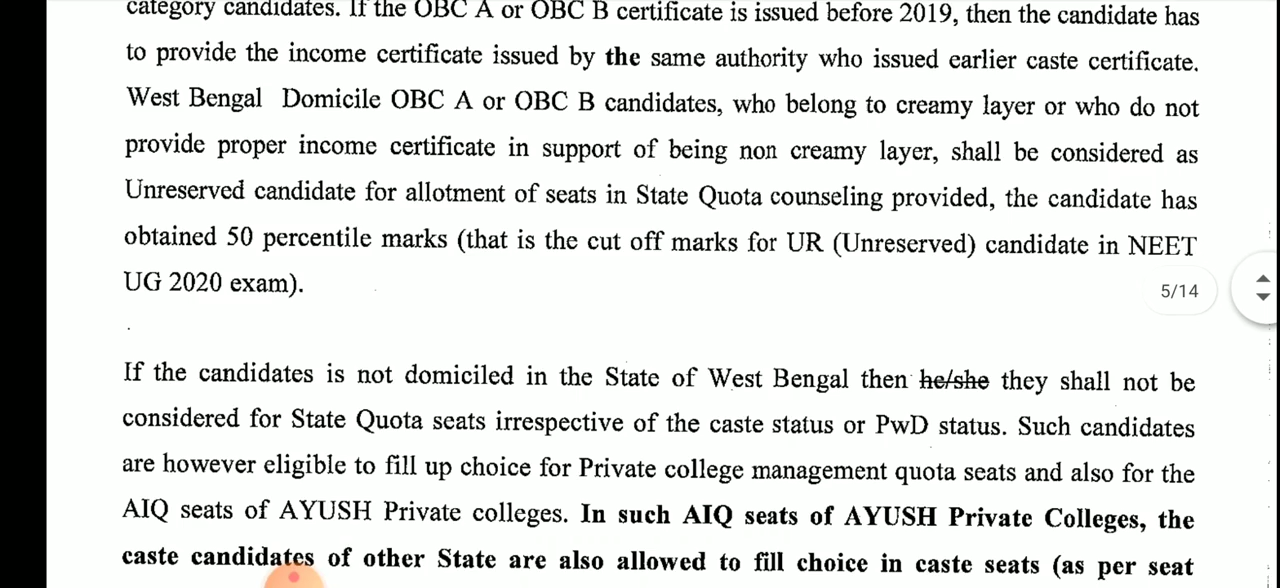 category candidates. If the OBC A or OBC B certificate is issued before 2019, then the candidate has
to provide the income certificate issued by the same authority who issued earlier caste certificate.
West Bengal Domicile OBC A or OBC B candidates, who belong to creamy layer or who do not
provide proper income certificate in support of being non creamy layer, shall be considered as
Unreserved candidate for allotment of seats in State Quota counseling provided, the candidate has
obtained 50 percentile marks (that is the cut off marks for UR (Unreserved) candidate in NEET
UG 2020 exam).
5/14
If the candidates is not domiciled in the State of West Bengal then he/she they shall not be
considered for State Quota seats irrespective of the caste status or PwD status. Such candidates
are however eligible to fill up choice for Private college management quota seats and also for the
AIQ seats of AYUSH Private colleges. In such AIQ seats of AYUSH Private Colleges, the
caste candidates of other State are also allowed to fill choice in caste seats (as per seat